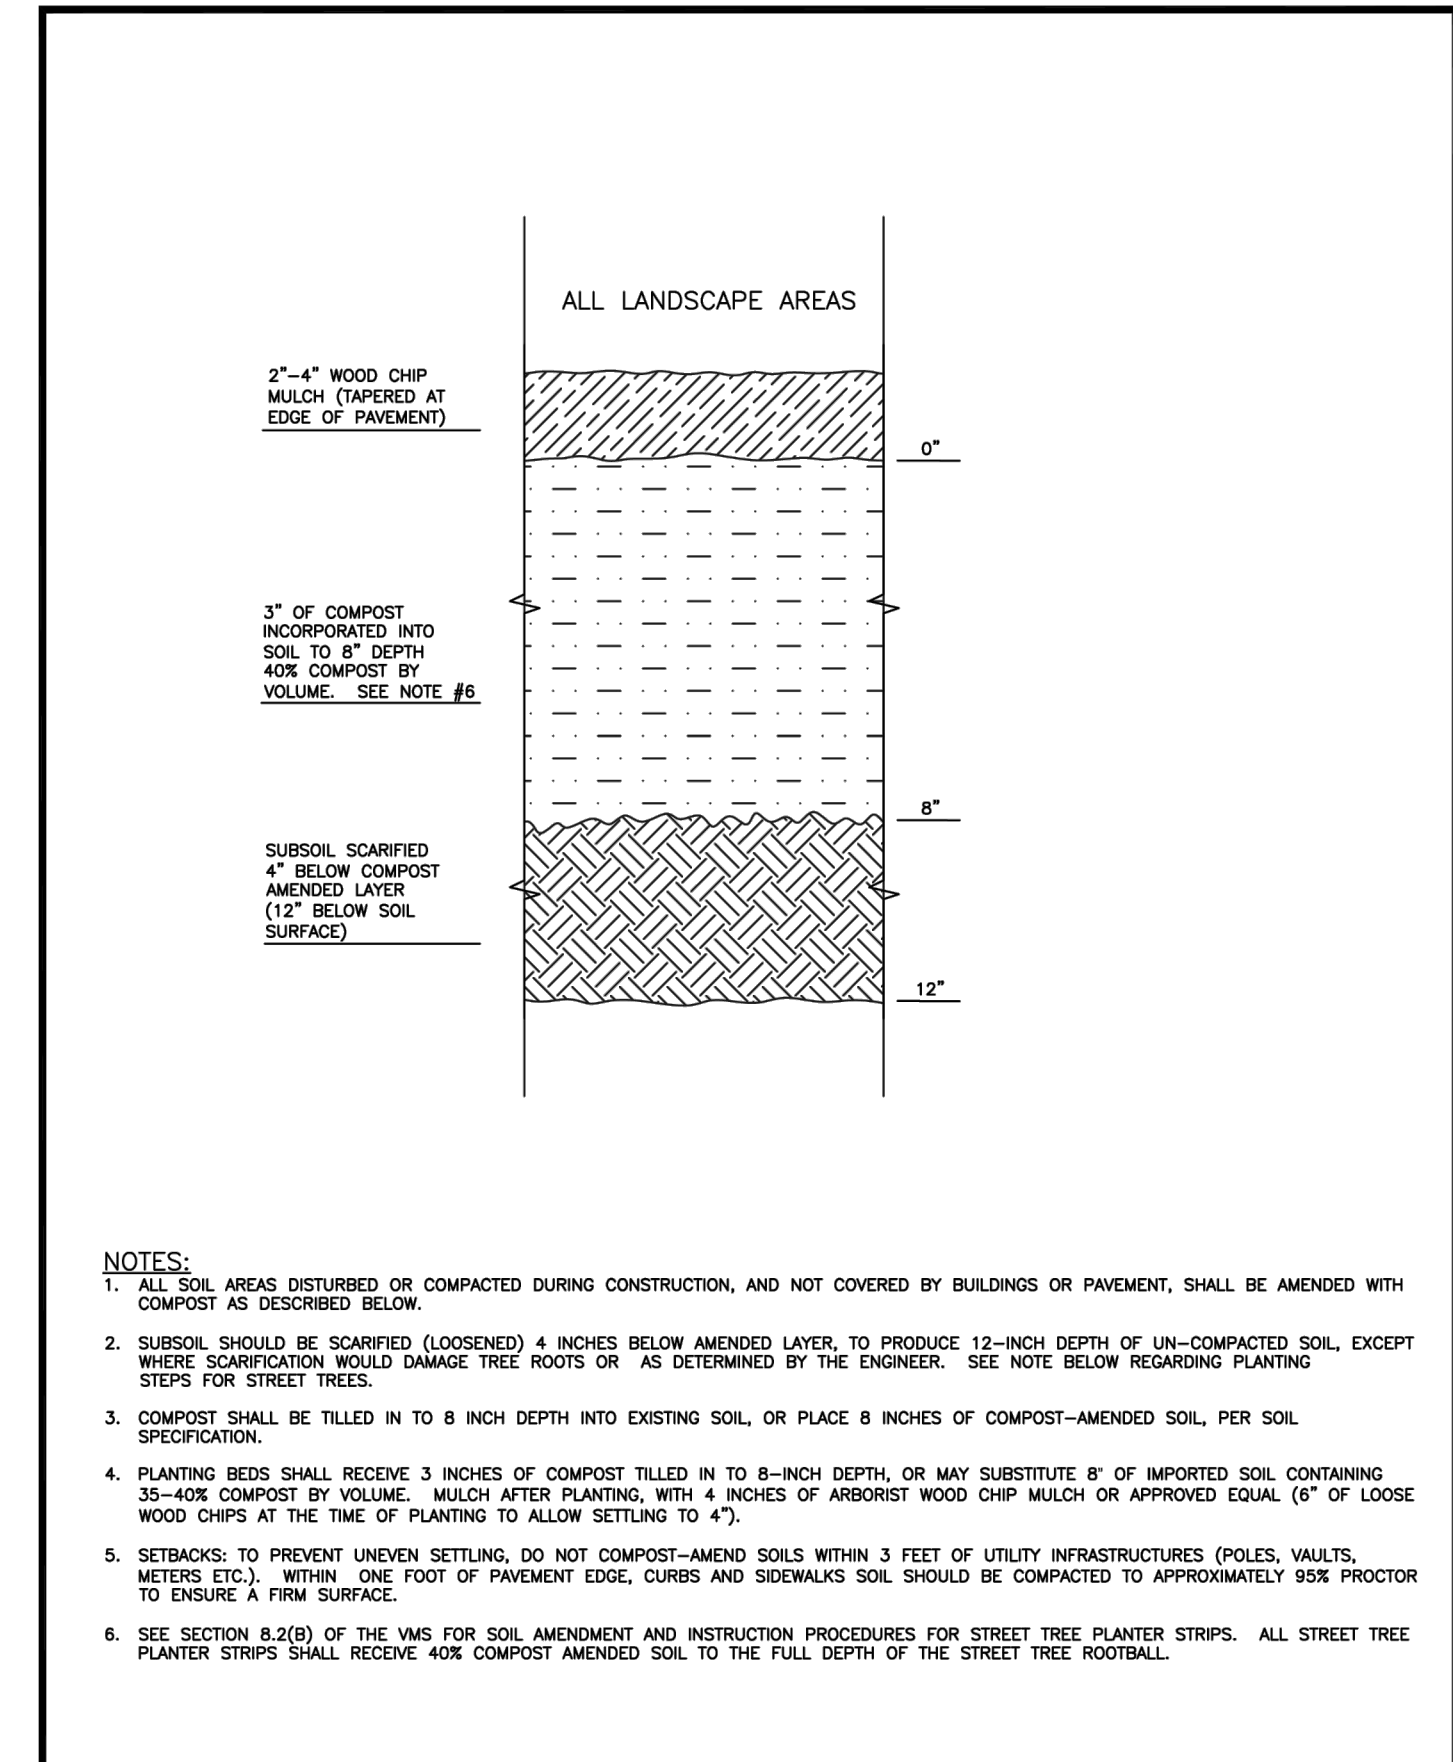 ALL LANDSCAPE AREAS
2"-4" WOOD CHIP
MULCH (TAPERED AT
EDGE OF PAVEMENT)
0"
3" OF COMPOST
INCORPORATED INTO
SOIL TO 8" DEPTH
40% COMPOST BY
VOLUME. SEE NOTE #6
8"
SUBSOIL SCARIFIED
4" BELOW COMPOST
AMENDED LAYER
(12" BELOW SOIL
SURFACE)
12"
NOTES:
1. ALL SOIL AREAS DISTURBED OR COMPACTED DURING CONSTRUCTION, AND NOT COVERED BY BUILDINGS OR PAVEMENT, SHALL BE AMENDED WITH
COMPOST AS DESCRIBED BELOW.
2. SUBSOIL SHOULD BE SCARIFIED (LOOSENED) 4 INCHES BELOW AMENDED LAYER, TO PRODUCE 12-INCH DEPTH OF UN-COMPACTED SOIL, EXCEPT
WHERE SCARIFICATION WOULD DAMAGE TREE ROOTS OR AS DETERMINED BY THE ENGINEER. SEE NOTE BELOW REGARDING PLANTING
STEPS FOR STREET TREES.
3. COMPOST SHALL BE TILLED IN TO 8 INCH DEPTH INTO EXISTING SOIL, OR PLACE 8 INCHES OF COMPOST-AMENDED SOIL, PER SOIL
SPECIFICATION.
4. PLANTING BEDS SHALL RECEIVE 3 INCHES OF COMPOST TILLED IN TO 8-INCH DEPTH, OR MAY SUBSTITUTE 8" OF IMPORTED SOIL CONTAINING
35-40% COMPOST BY VOLUME. MULCH AFTER PLANTING, WITH 4 INCHES OF ARBORIST WOOD CHIP MULCH OR APPROVED EQUAL (6" OF LOOSE
WOOD CHIPS AT THE TIME OF PLANTING TO ALLOW SETTLING TO 4").
5. SETBACKS: TO PREVENT UNEVEN SETTLING, DO NOT COMPOST-AMEND SOILS WITHIN 3 FEET OF UTILITY INFRASTRUCTURES (POLES, VAULTS,
METERS ETC.). WITHIN ONE FOOT OF PAVEMENT EDGE, CURBS AND SIDEWALKS SOIL SHOULD BE COMPACTED TO APPROXIMATELY 95% PROCTOR
TO ENSURE A FIRM SURFACE.
6. SEE SECTION 8.2(B) OF THE VMS FOR SOIL AMENDMENT AND INSTRUCTION PROCEDURES FOR STREET TREE PLANTER STRIPS. ALL STREET TREE
PLANTER STRIPS SHALL RECEIVE 40% COMPOST AMENDED SOIL TO THE FULL DEPTH OF THE STREET TREE ROOTBALL.